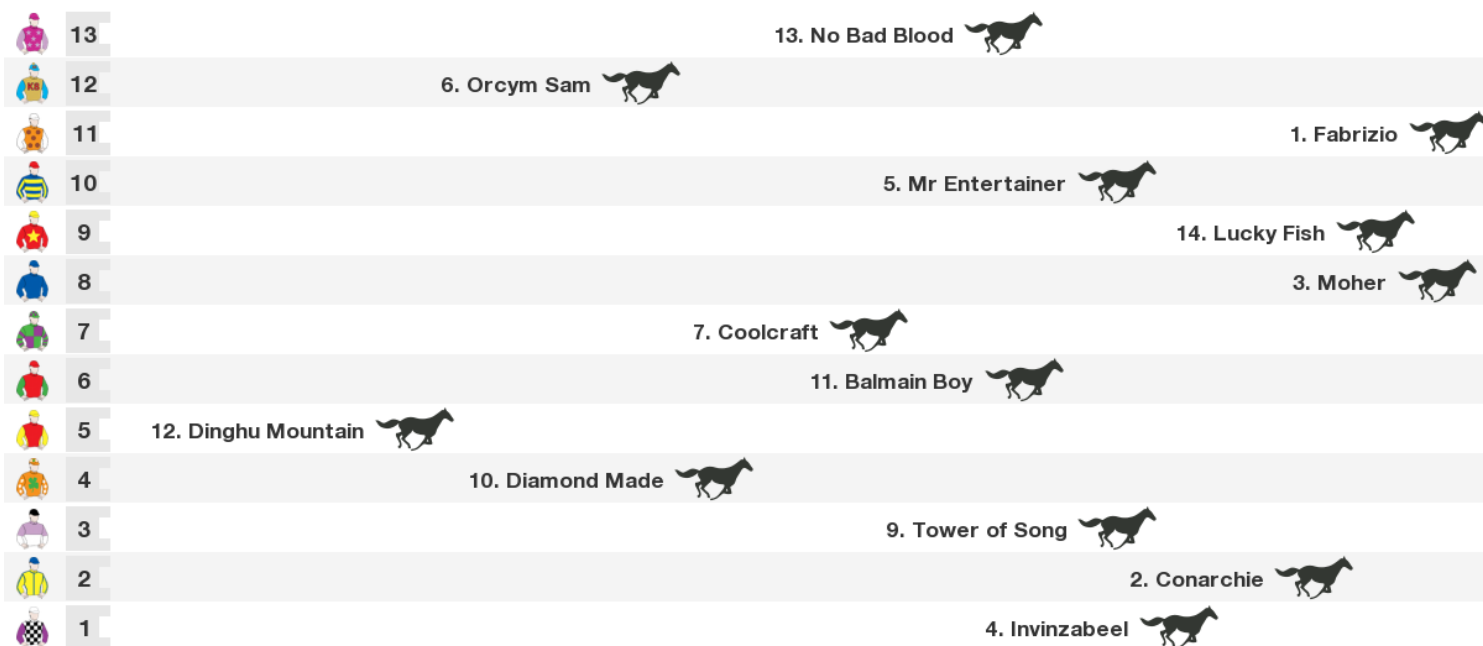 13 13. No Bad Blood
12 6. Orcym Sam
11 1. Fabrizio
10 5. Mr Entertainer
9 14. Lucky Fish
8 3. Moher
7 7. Coolcraft
6 11. Balmain Boy
5 12. Dinghu Mountain
4 10. Diamond Made
3 9. Tower of Song
2 2. Conarchie
1 4. Invinzabeel